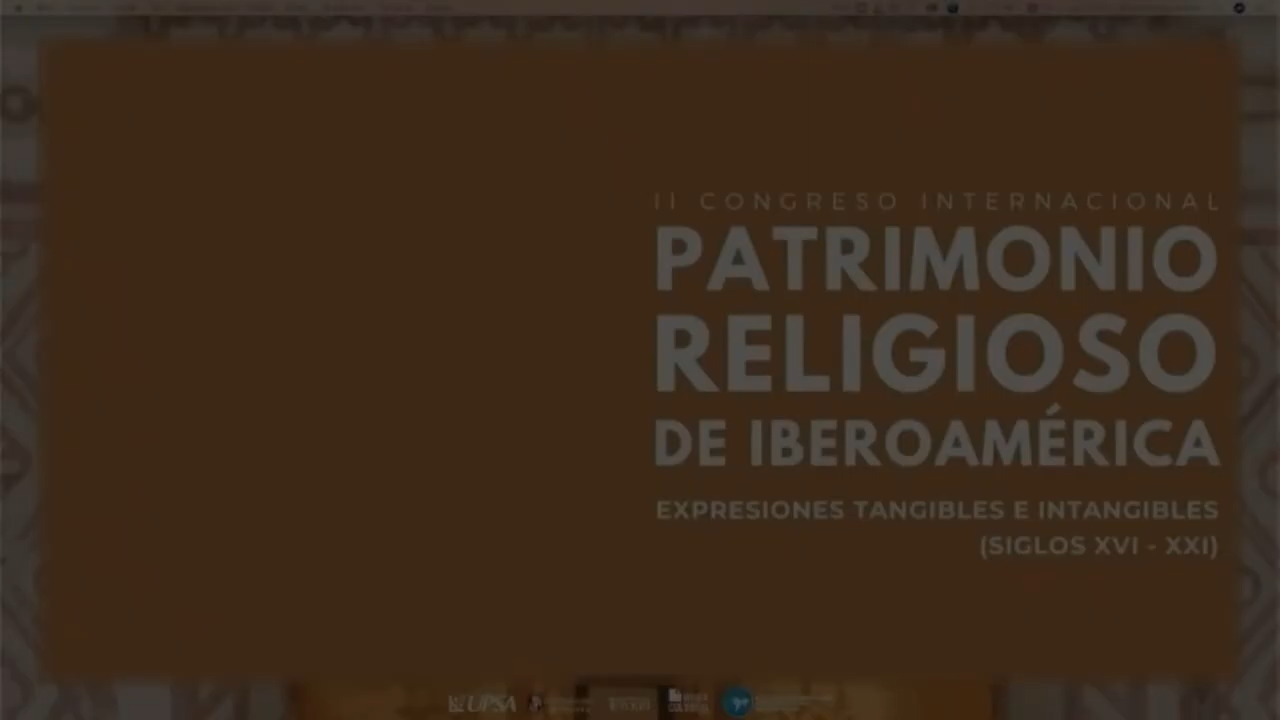 II CONGRESO INTERNACIONAL
PATRIMONIO
RELIGIOSO
DE IBEROAMÉRICA
EXPRESIONES TANGIBLES E INTANGIBLES
(SIGLOS XVI - XXI)
UPSA